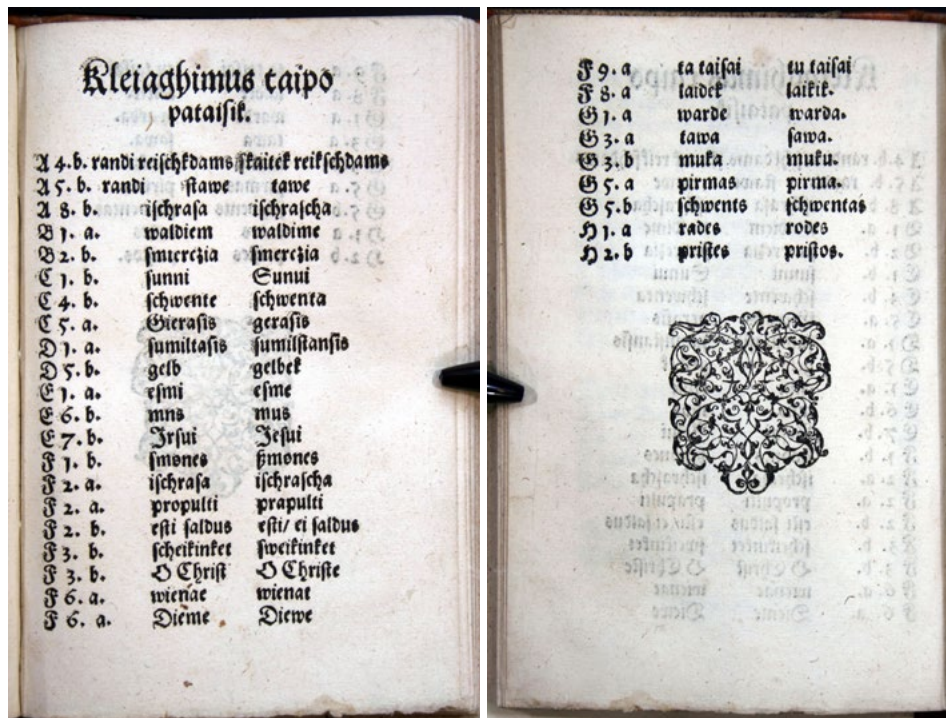 Kleiaghimus taipo
pataiſik.
A 4. b. randi reiſchkdams ſkaitek reikſchdams
A 5. b. randi ſtawe tawe
A 8. b. iſchraſa iſchraſcha
B 1. a. waldiem waldime
B 2. b. ſmierczia ſmerczia
C 1. b. sunni Sunui
C 4. b. ſchwente ſchwenta
C 5. a. Gieraſis geraſis
D 1. a. ſumiltaſis ſumilſtanſis
D 5. b. gelb gelbek
E 1. a. eſmi eſme
E 6. b. mns mus
E 7. b. Jrſui Jeſui
F 1. b. ſmones ßmones
F 2. a. iſchraſa iſchraſcha
F 2. a. propulti prapulti
F 2. b. eſti ſaldus eſti/ ei ſaldus
F 3. b. ſcheikinket ſweikinket
F 3. b. O Chriſt O Chriſte
F 6. a. wienae wienat
F 6. a. Dieme Diewe
F 9. a ta taiſai tu taiſai
F 8. a laidek laikik.
G 1. a warde warda.
G 3. a tawa ſawa.
G 3. b muka muku.
G 5. a pirmas pirma.
G 5. b ſchwents ſchwentas
H 1. a rades rodes
H 2. b priſtes priſtos.